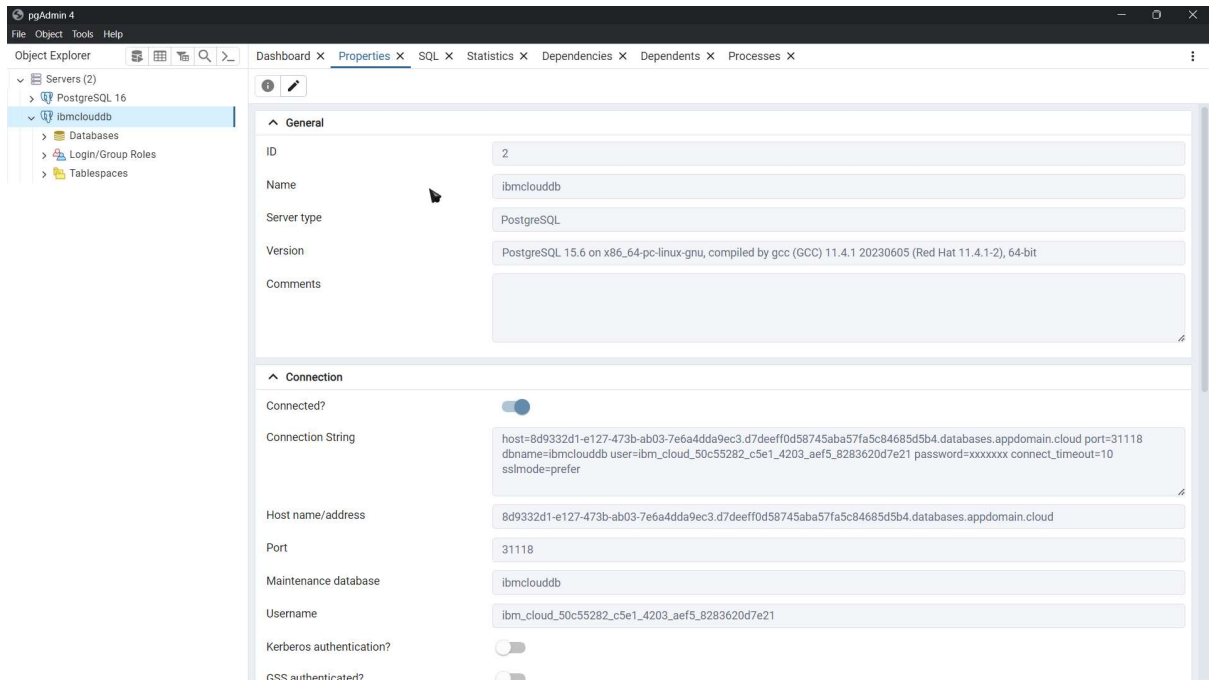 pgAdmin 4
File Object Tools Help
Object Explorer
Dashboard Properties SQL Statistics Dependencies Dependents Processes
Servers (2)
PostgreSQL 16
ibmclouddb
Databases
Login/Group Roles
Tablespaces
General
ID
2
Name
ibmclouddb
Server type
PostgreSQL
Version
PostgreSQL 15.6 on x86_64-pc-linux-gnu, compiled by gcc (GCC) 11.4.1 20230605 (Red Hat 11.4.1-2), 64-bit
Comments
Connection
Connected?
Connection String
host=8d9332d1-e127-473b-ab03-7e6a4dda9ec3.d7deeff0d58745aba57fa5c84685d5b4.databases.appdomain.cloud port=31118
dbname=ibmclouddb user=ibm_cloud_50c55282_c5e1_4203_aef5_8283620d7e21 password=xxxxxxx connect_timeout=10
sslmode=prefer
Host name/address
8d9332d1-e127-473b-ab03-7e6a4dda9ec3.d7deeff0d58745aba57fa5c84685d5b4.databases.appdomain.cloud
Port
31118
Maintenance database
ibmclouddb
Username
ibm_cloud_50c55282_c5e1_4203_aef5_8283620d7e21
Kerberos authentication?
GSS authenticated?